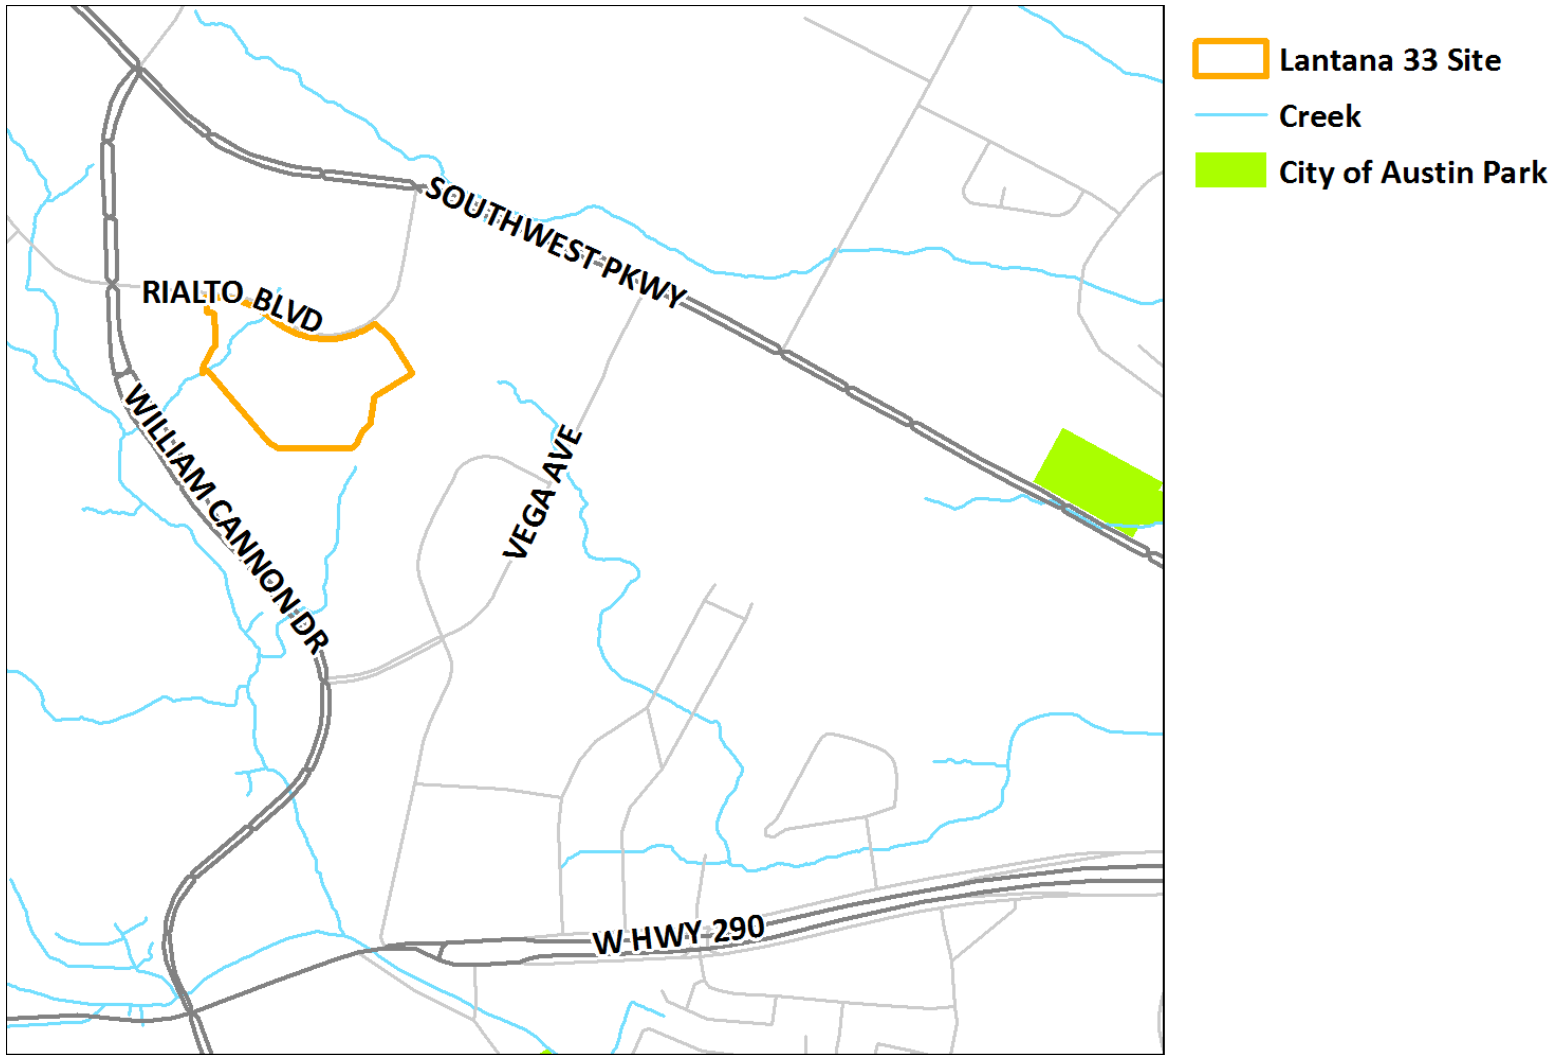 Lantana 33 Site
Creek
City of Austin Park
SOUTHWEST PKWY
RIALTO BLVD
WILLIAM CANNON DR
VEGA AVE
W HWY 290